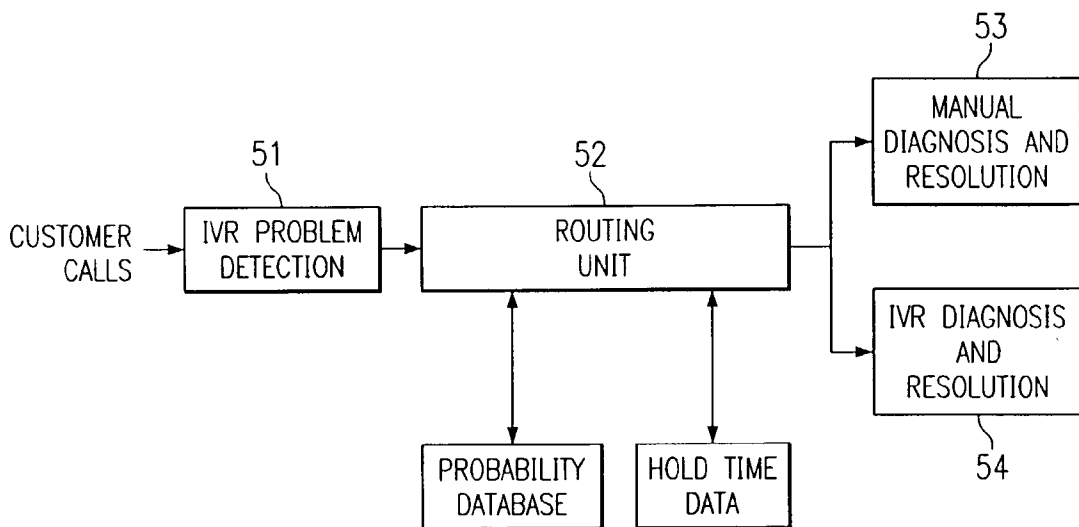 53
MANUAL
DIAGNOSIS AND
RESOLUTION
51
52
CUSTOMER
CALLS
IVR PROBLEM
DETECTION
ROUTING
UNIT
IVR DIAGNOSIS
AND
RESOLUTION
54
PROBABILITY
DATABASE
HOLD TIME
DATA